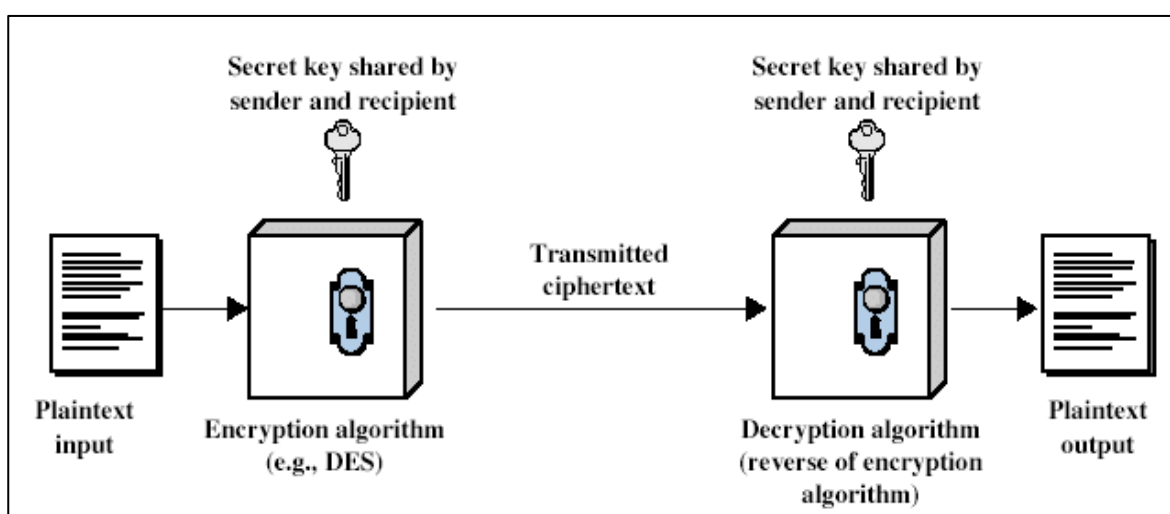 Secret key shared by
sender and recipient
Secret key shared by
sender and recipient
Transmitted
ciphertext
Plaintext
input
Encryption algorithm
(e.g., DES)
Decryption algorithm
(reverse of encryption
algorithm)
Plaintext
output